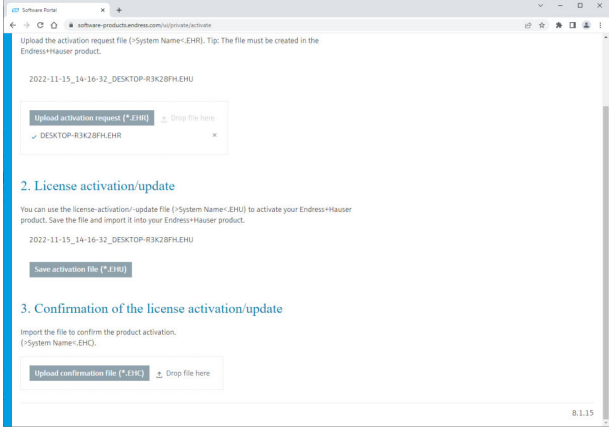 Software Portal
software-products.endress.com/ui/private/activate
Upload the activation request file (>System Name<.EHR). Tip: The file must be created in the
Endress+Hauser product.
2022-11-15_14-16-32_DESKTOP-R3K28FH.EHU
Upload activation request (*.EHR) Drop file here
DESKTOP-R3K28FH.EHR
2. License activation/update
You can use the license-activation/-update file (>System Name<.EHU) to activate your Endress+Hauser
product. Save the file and import it into your Endress+Hauser product.
2022-11-15_14-16-32_DESKTOP-R3K28FH.EHU
Save activation file (*.EHU)
3. Confirmation of the license activation/update
Import the file to confirm the product activation.
(>System Name<.EHC).
Upload confirmation file (*.EHC) Drop file here
8.1.15